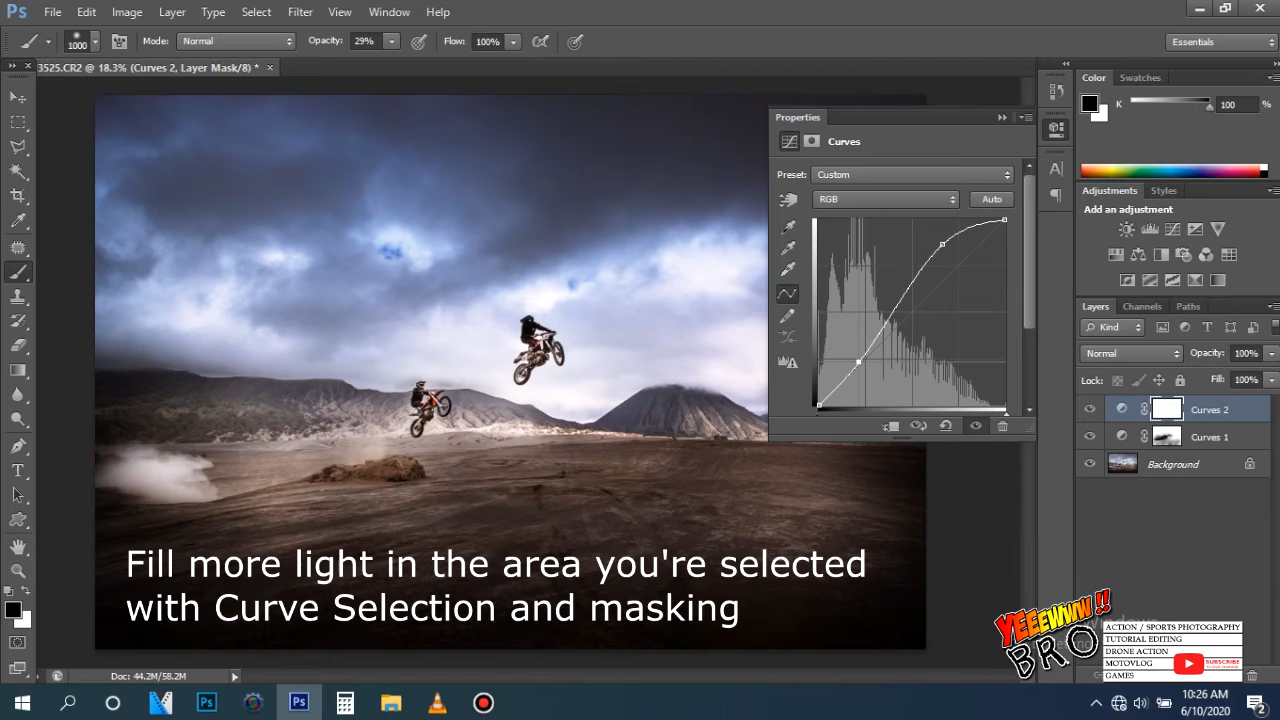 Ps File Edit Image Layer Type Select Filter View Window Help
1000 Mode: Normal Opacity: 29% Flow: 100% Essentials
3525.CR2 @ 18.3% (Curves 2, Layer Mask/8) * ×
Color Swatches
K 100 %
Properties
Curves
Preset: Custom
RGB Auto
Adjustments Styles
Add an adjustment
Layers Channels Paths
Kind
Normal Opacity: 100%
Lock: Fill: 100%
Curves 2
Curves 1
Background
Fill more light in the area you're selected
with Curve Selection and masking
YEEEWWW !!
BRO
ACTION / SPORTS PHOTOGRAPHY
TUTORIAL EDITING
DRONE ACTION
MOTOVLOG
SUBSCRIBE
GAMES
Doc: 44.2M/58.2M
Ps Ps
10:26 AM
6/10/2020
2